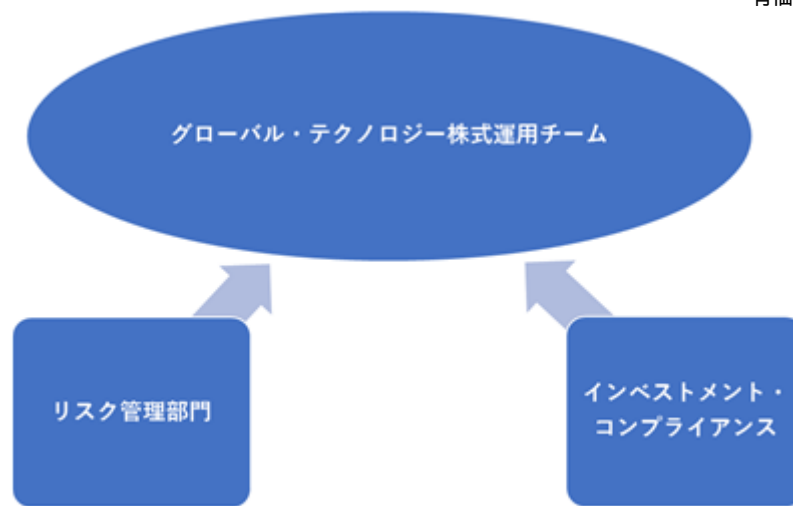 グローバル・テクノロジー株式運用チーム
リスク管理部門
インベストメント・
コンプライアンス